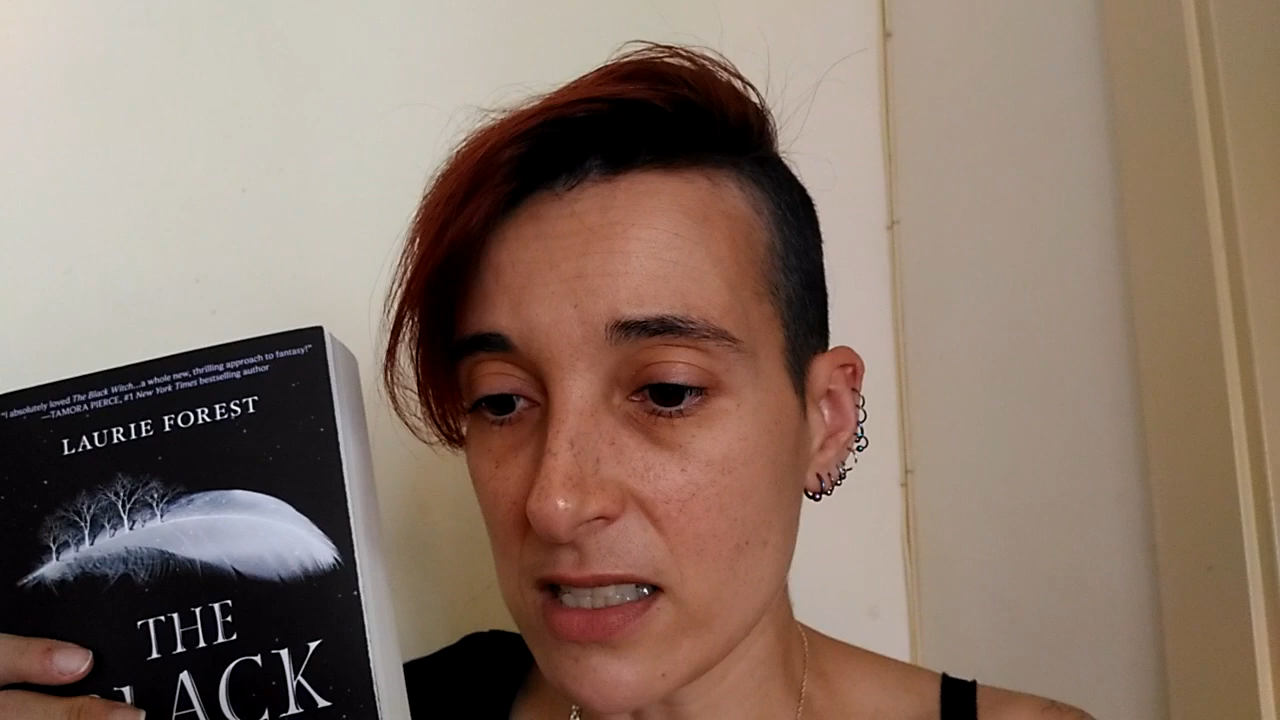 "I absolutely loved The Black Witch...a whole new, thrilling approach to fantasy!"
—TAMORA PIERCE, #1 New York Times bestselling author
LAURIE FOREST
THE
LACK